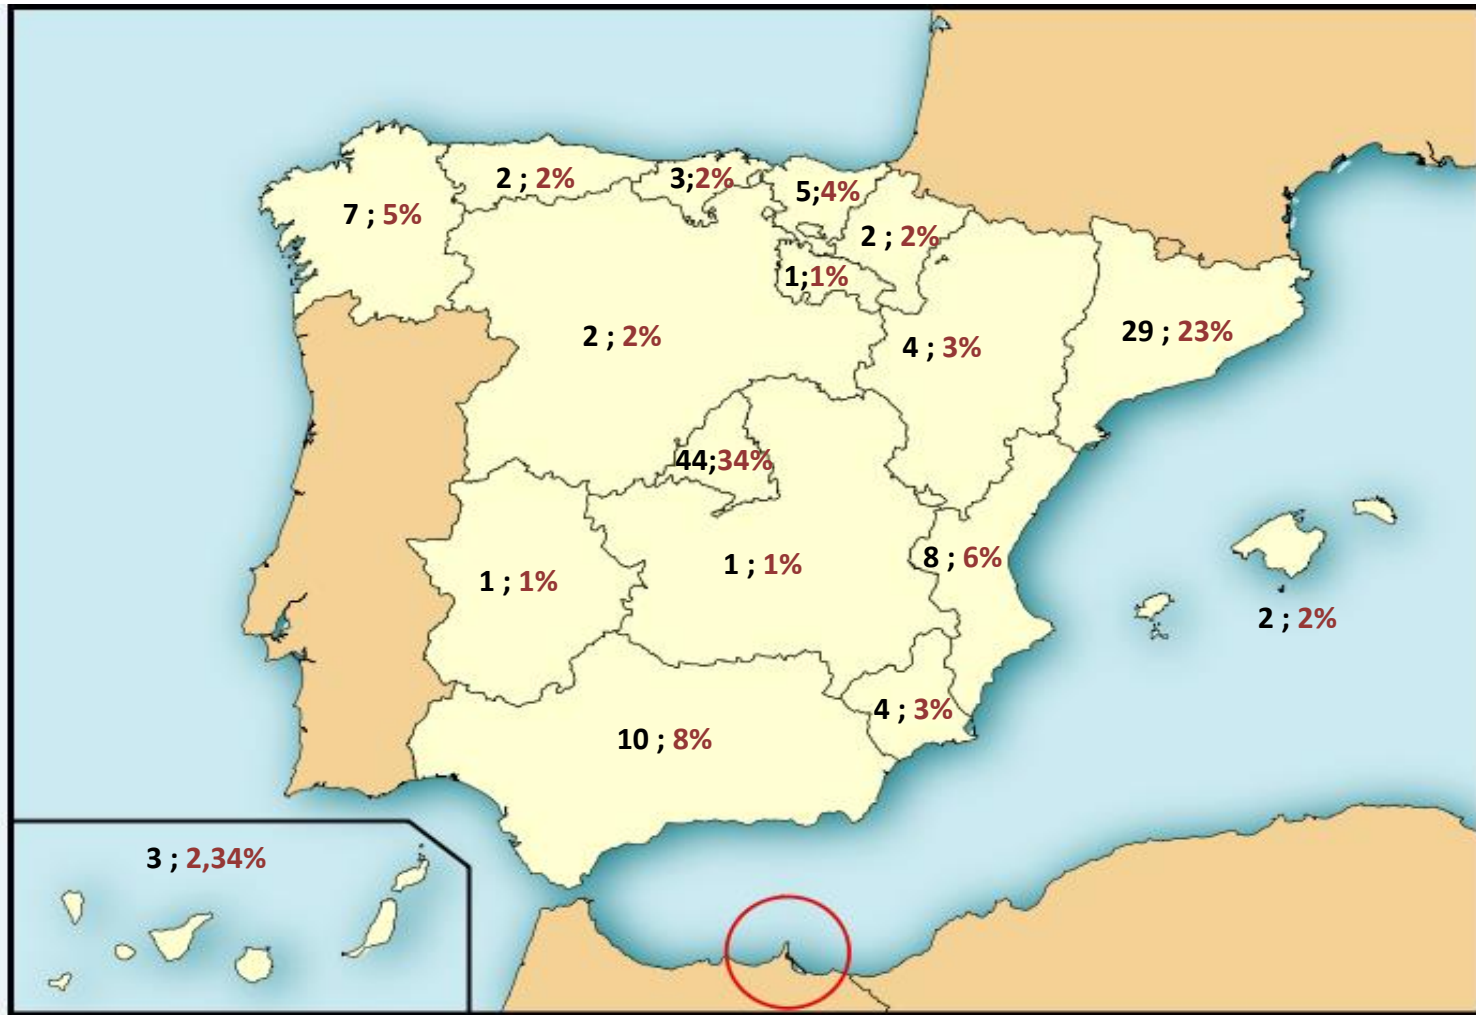 2 ; 2%
3;2%
5;4%
7 ; 5%
2 ; 2%
1;1%
2 ; 2%
4 ; 3%
29 ; 23%
44;34%
1 ; 1%
1 ; 1%
8 ; 6%
2 ; 2%
4 ; 3%
10 ; 8%
3 ; 2,34%